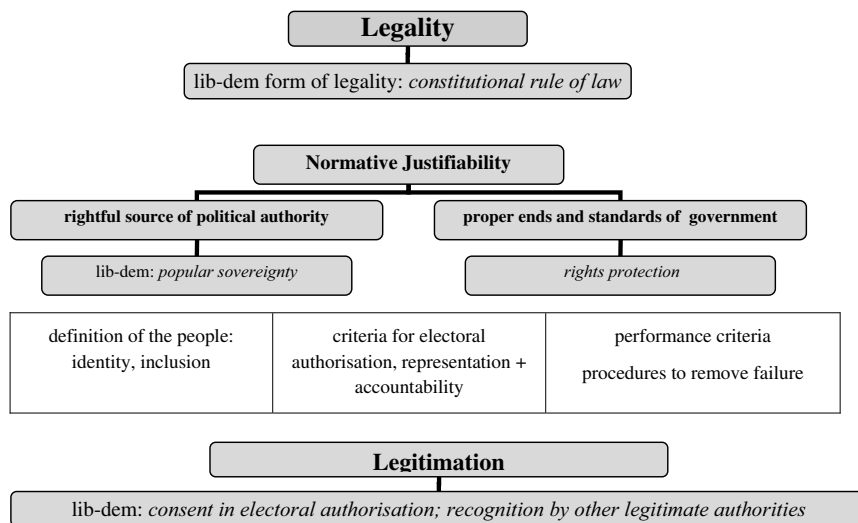 Legality
lib-dem form of legality: constitutional rule of law
Normative Justifiability
rightful source of political authority
proper ends and standards of government
lib-dem: popular sovereignty
rights protection
definition of the people:
identity, inclusion
criteria for electoral
authorisation, representation +
accountability
performance criteria
procedures to remove failure
Legitimation
lib-dem: consent in electoral authorisation; recognition by other legitimate authorities